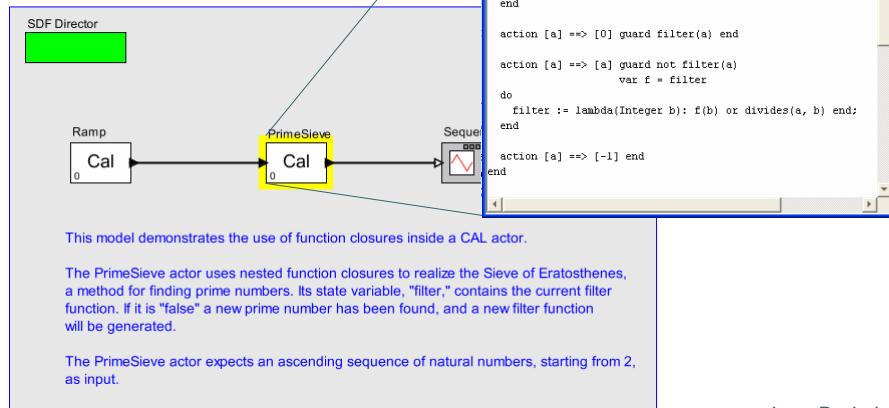 SDF Director
Ramp
Cal
0
PrimeSieve
Cal
0
end
action [a] ==> [0] guard filter(a) end
action [a] ==> [a] guard not filter(a)
var f = filter
do
filter := lambda(Integer b): f(b) or divides(a, b) end;
end
action [a] ==> [-1] end
end
This model demonstrates the use of function closures inside a CAL actor.
The PrimeSieve actor uses nested function closures to realize the Sieve of Eratosthenes,
a method for finding prime numbers. Its state variable, "filter," contains the current filter
function. If it is "false" a new prime number has been found, and a new filter function
will be generated.
The PrimeSieve actor expects an ascending sequence of natural numbers, starting from 2,
as input.